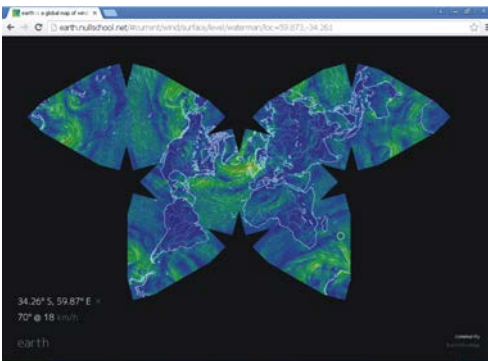 earth :: a global map of wind
earth.nullschool.net/#current/wind/surface/level/waterman/loc=59.873,-34.261
34.26° S, 59.87° E ×
70° @ 18 km/h
earth
community